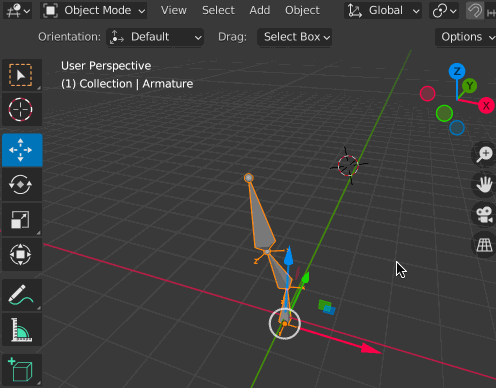 Object Mode View Select Add Object Global
Orientation: Default Drag: Select Box Options
User Perspective
(1) Collection | Armature
Z
Y
X
z